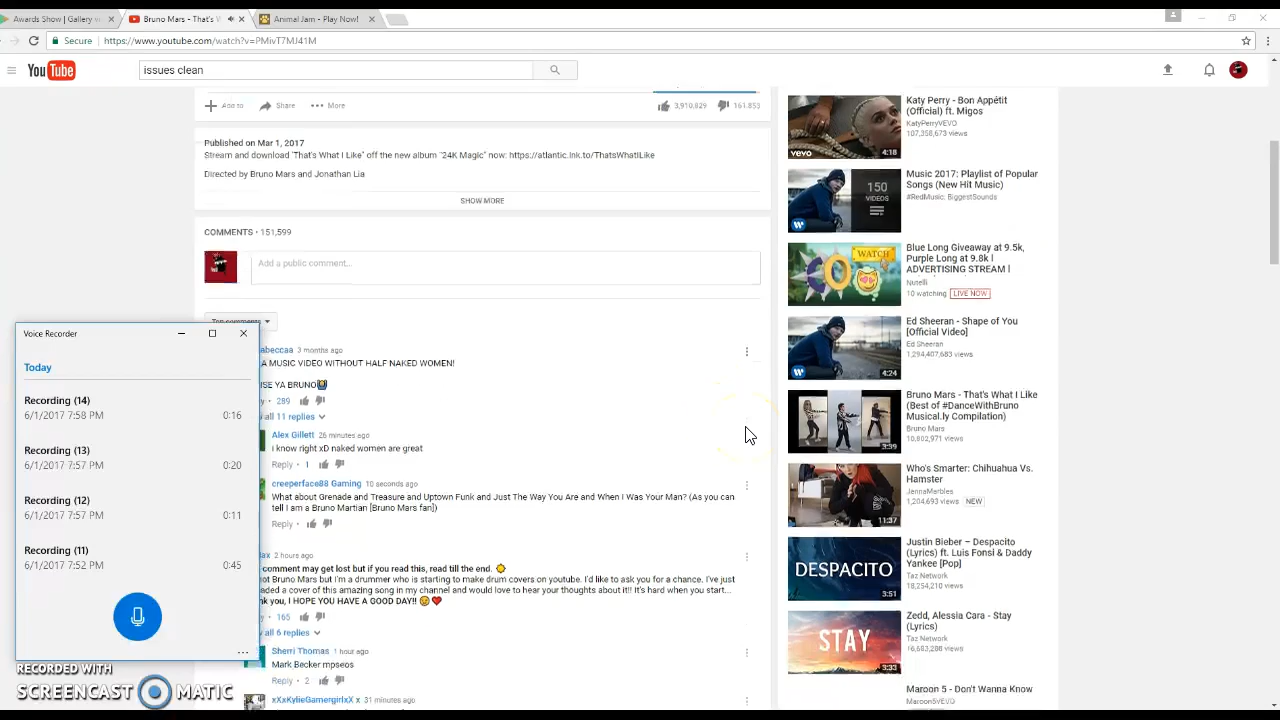 Awards Show | Gallery vi
Bruno Mars - That's W
Animal Jam - Play Now!
Secure
https://www.youtube.com/watch?v=PMivT7MJ41M
YouTube
issues clean
Add to
Share
More
3,910,829
161,853
Published on Mar 1, 2017
Stream and download "That's What I Like" off the new album "24K Magic" now: https://atlantic.lnk.to/ThatsWhatILike
Directed by Bruno Mars and Jonathan Lia
SHOW MORE
COMMENTS • 151,599
Add a public comment...
Top comments
abeccaa 3 months ago
A MUSIC VIDEO WITHOUT HALF NAKED WOMEN!
ISE YA BRUNO
289
all 11 replies
Alex Gillett 26 minutes ago
i know right xD naked women are great
Reply • 1
creeperface88 Gaming 10 seconds ago
What about Grenade and Treasure and Uptown Funk and Just The Way You Are and When I Was Your Man? (As you can
tell I am a Bruno Martian [Bruno Mars fan])
Reply
ax 2 hours ago
comment may get lost but if you read this, read till the end.
ot Bruno Mars but I'm a drummer who is starting to make drum covers on youtube. I'd like to ask you for a chance. I've just
aded a cover of this amazing song in my channel and would love to hear your thoughts about it!! It's hard when you start...
k you, I HOPE YOU HAVE A GOOD DAY!!
165
all 6 replies
Sherri Thomas 1 hour ago
Mark Becker mpseos
Reply • 2
xXxKylieGamergirlxX x 31 minutes ago
Voice Recorder
Today
Recording (14)
6/1/2017 7:58 PM 0:16
Recording (13)
6/1/2017 7:57 PM 0:20
Recording (12)
6/1/2017 7:57 PM 0:11
Recording (11)
6/1/2017 7:52 PM 0:45
RECORDED WITH
SCREENCAST MATIC
Katy Perry - Bon Appétit
(Official) ft. Migos
KatyPerryVEVO
107,358,673 views
vevo
4:18
Music 2017: Playlist of Popular
Songs (New Hit Music)
#RedMusic: BiggestSounds
150
VIDEOS
Blue Long Giveaway at 9.5k,
Purple Long at 9.8k l
ADVERTISING STREAM l
Nutelli
10 watching LIVE NOW
WATCH
Ed Sheeran - Shape of You
[Official Video]
Ed Sheeran
1,294,407,683 views
4:24
Bruno Mars - That's What I Like
(Best of #DanceWithBruno
Musical.ly Compilation)
Bruno Mars
10,602,971 views
3:39
Who's Smarter: Chihuahua Vs.
Hamster
JennaMarbles
1,204,693 views NEW
11:37
Justin Bieber – Despacito
(Lyrics) ft. Luis Fonsi & Daddy
Yankee [Pop]
Taz Network
18,254,210 views
DESPACITO
3:51
Zedd, Alessia Cara - Stay
(Lyrics)
Taz Network
16,683,288 views
STAY
3:33
Maroon 5 - Don't Wanna Know
Maroon5VEVO